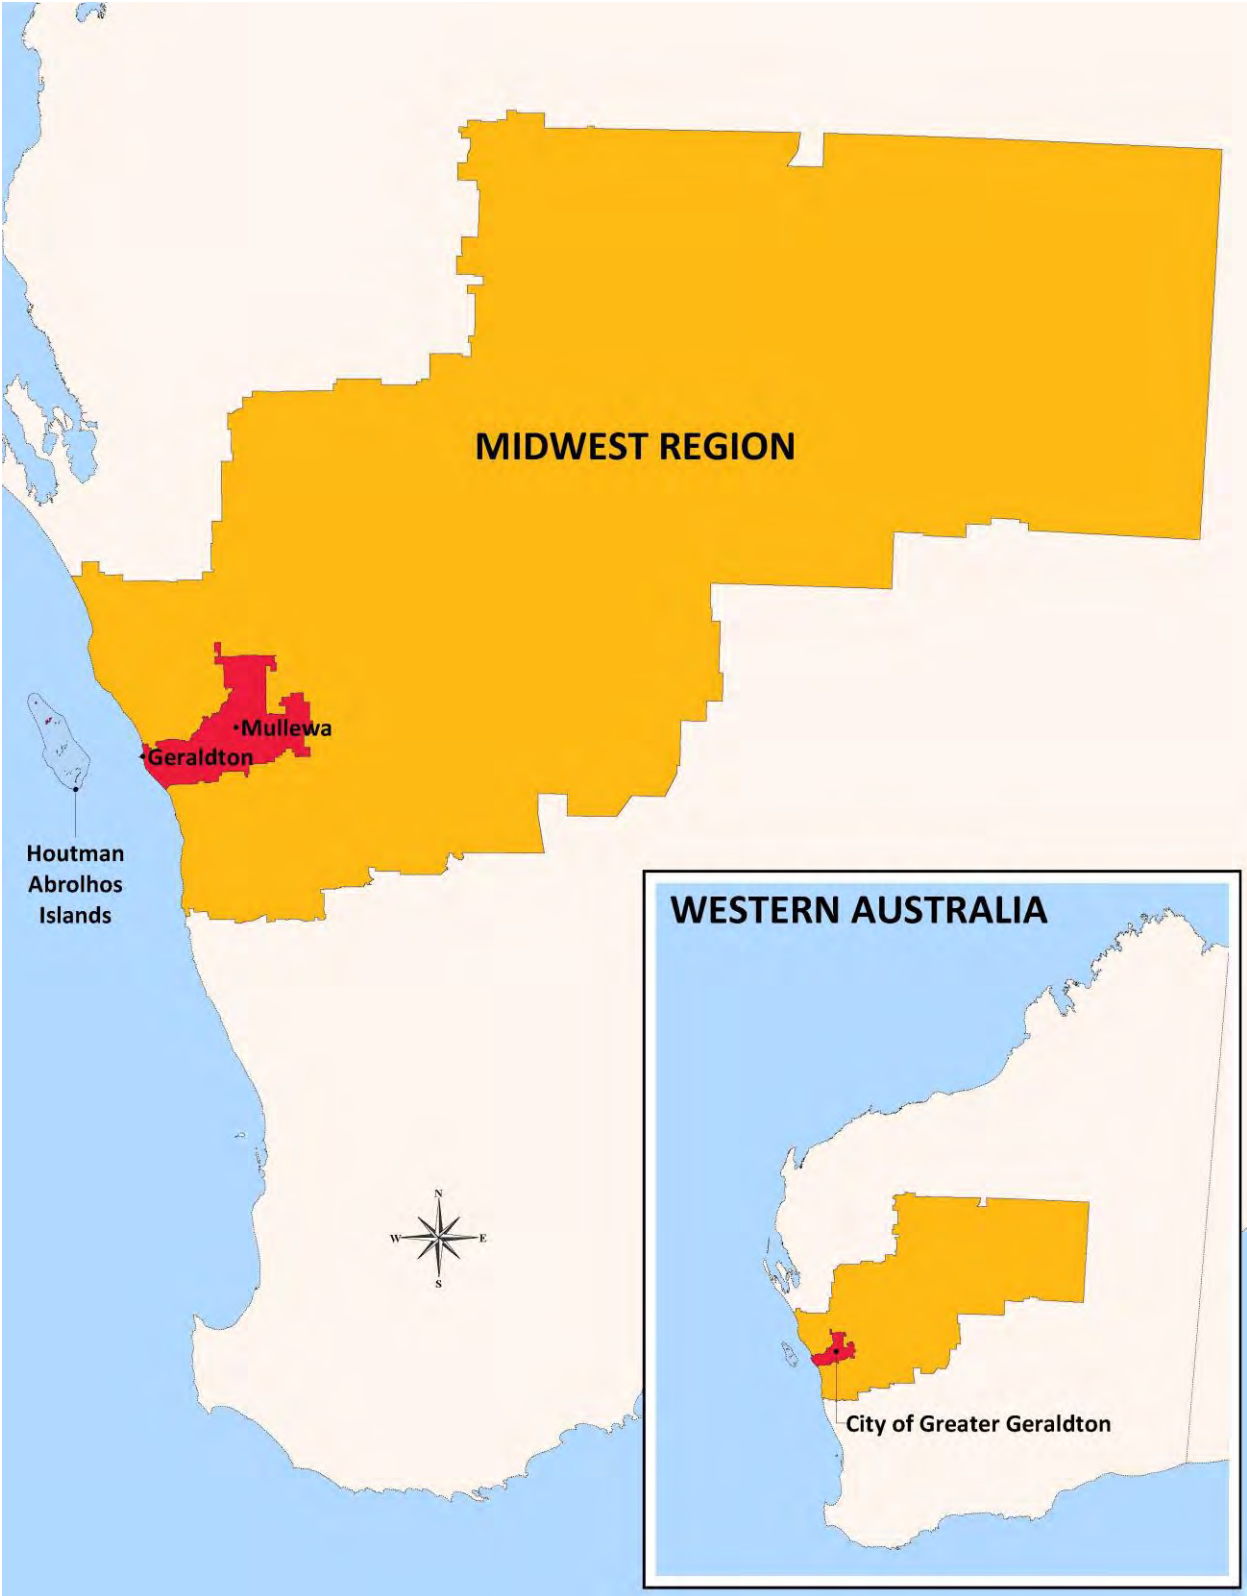 MIDWEST REGION
Mullewa
Geraldton
Houtman
Abrolhos
Islands
WESTERN AUSTRALIA
N
W
E
S
City of Greater Geraldton